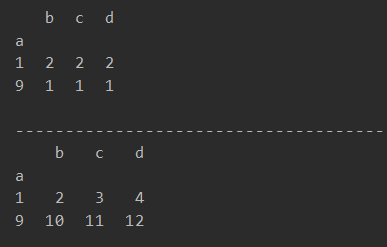 b c d
a
1 2 2 2
9 1 1 1
-------------------------------------
b c d
a
1 2 3 4
9 10 11 12